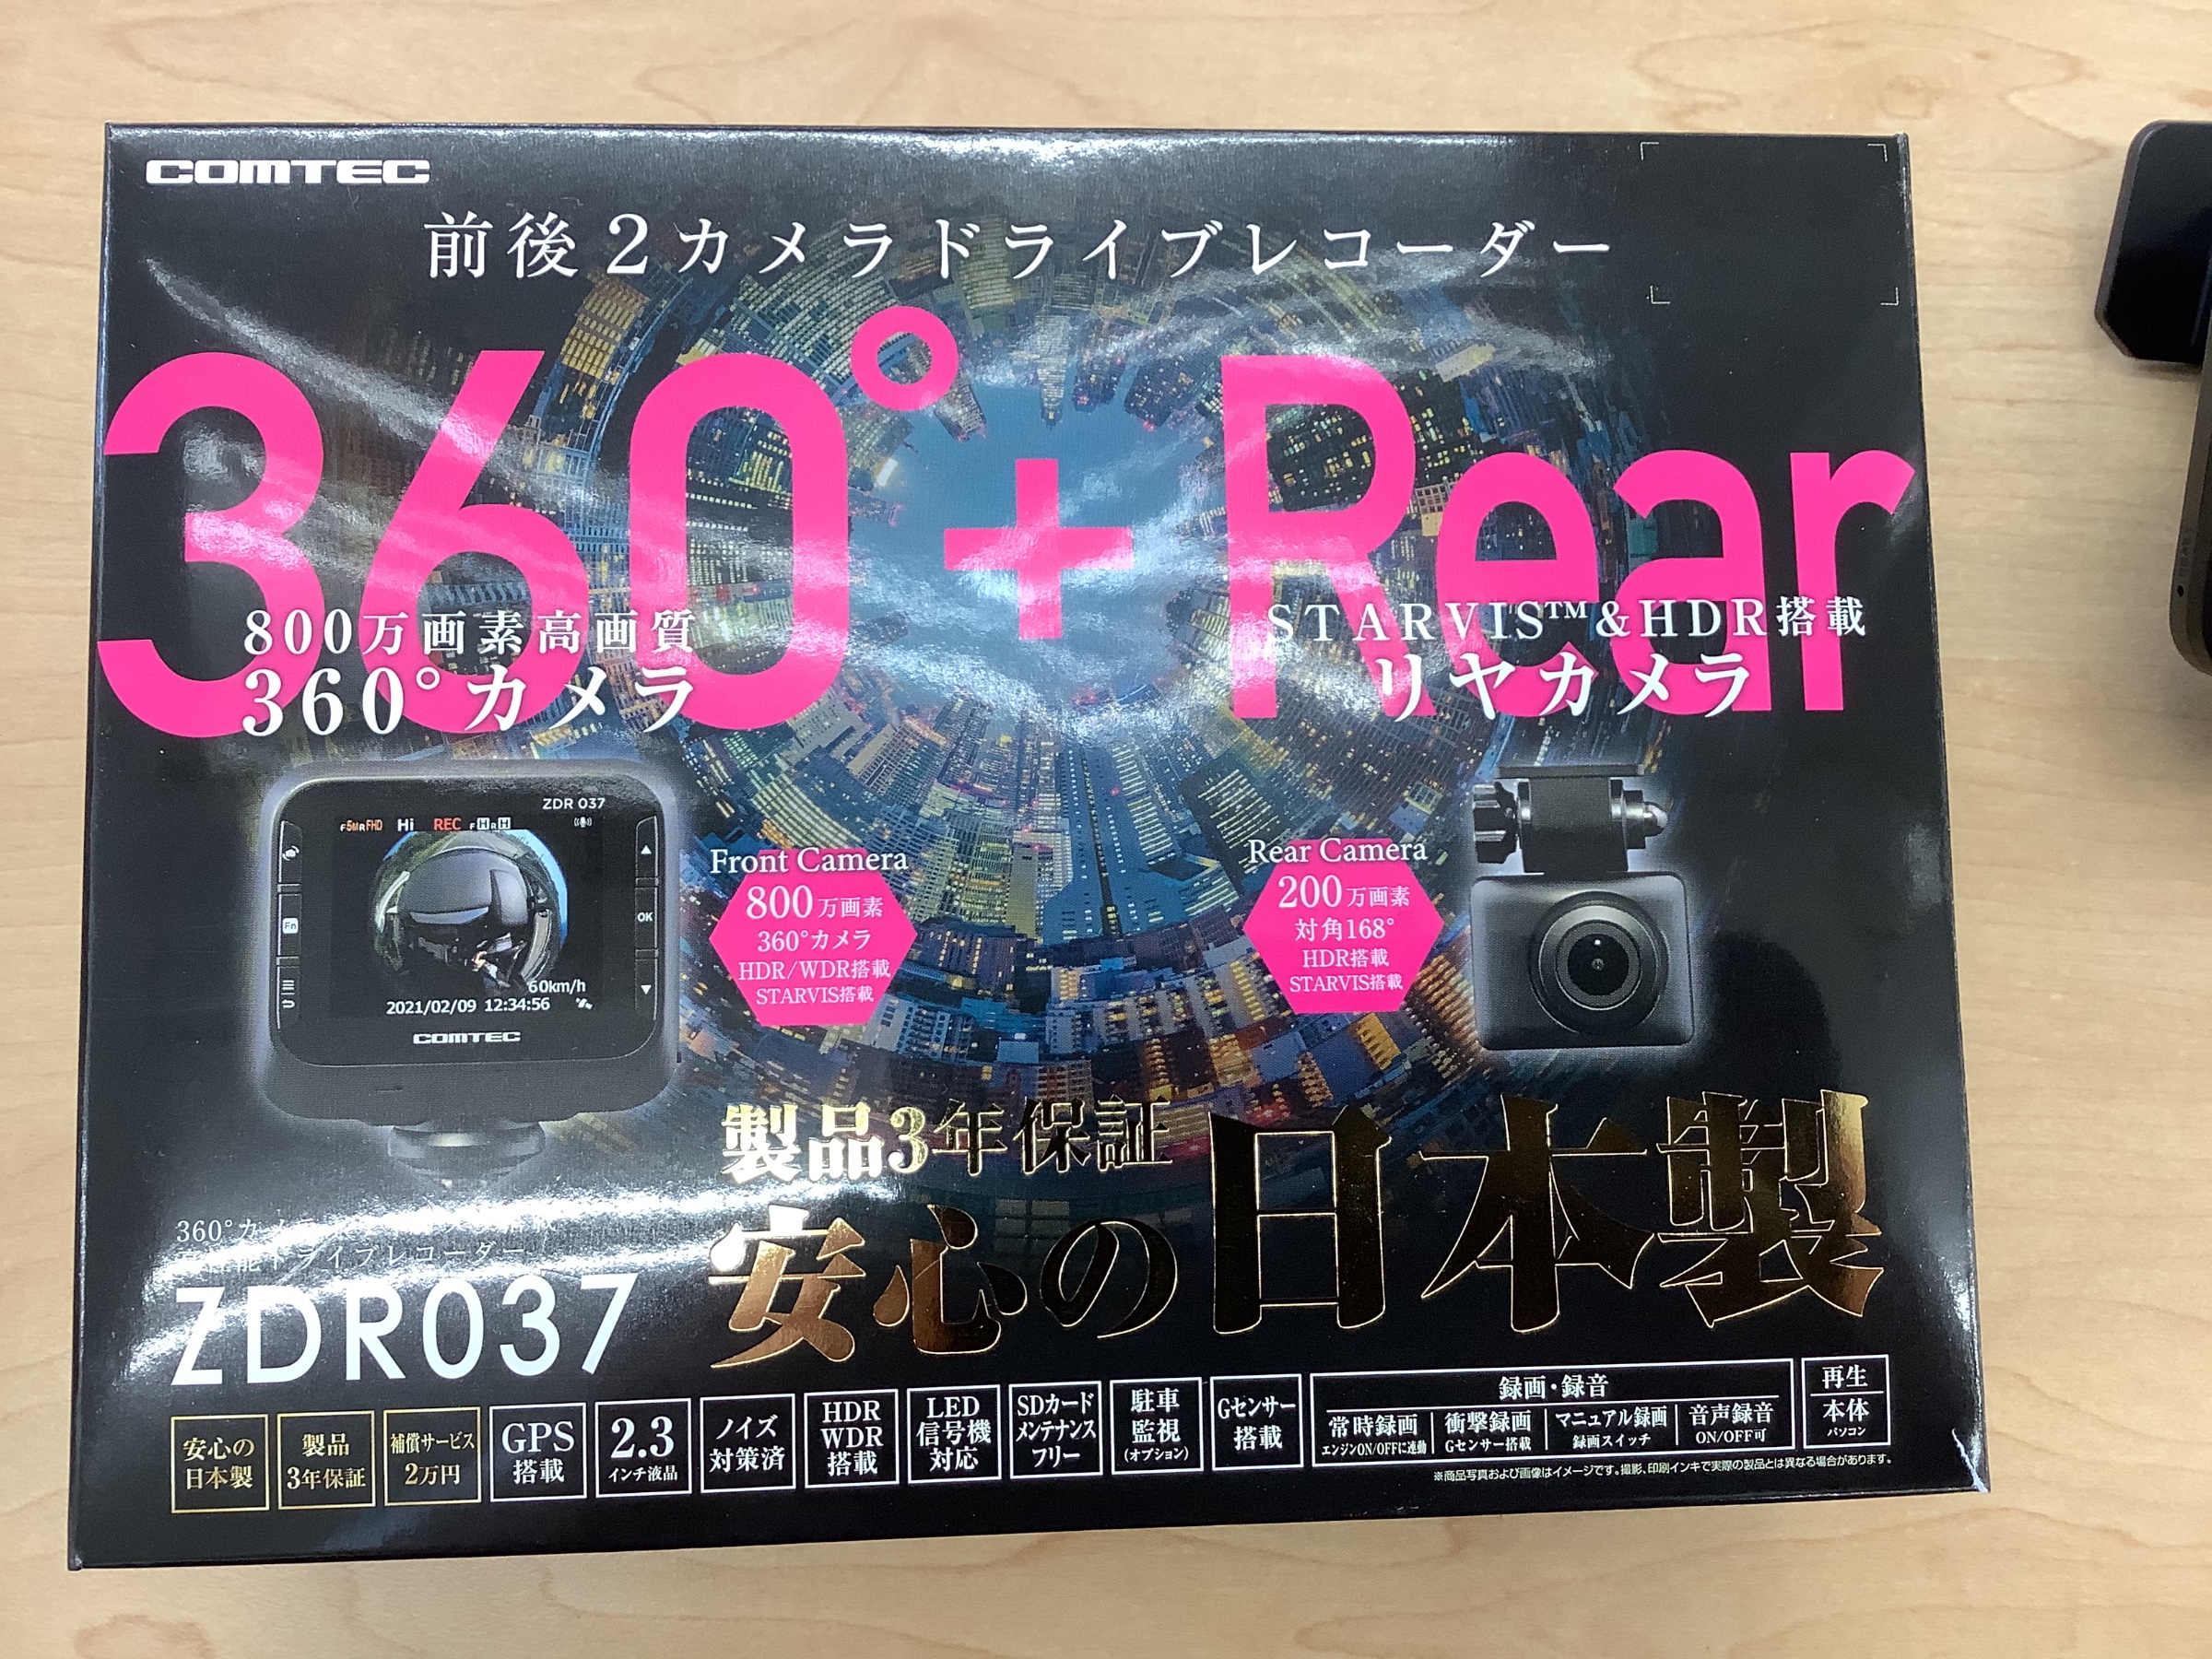 COMTEC
前後2カメラドライブレコーダー
360°+Rear
800万画素高画質
360°カメラ
STARVIS™&HDR搭載
リヤカメラ
ZDR 037
F5MRFHD Hi REC FHRH
Fn
OK
60km/h
2021/02/09 12:34:56
COMTEC
Front Camera
800万画素
360°カメラ
HDR/WDR搭載
STARVIS搭載
Rear Camera
200万画素
対角168°
HDR搭載
STARVIS搭載
製品3年保証
安心の日本製
360°カメラ
ドライブレコーダー
ZDR037
安心の
日本製
製品
3年保証
補償サービス
2万円
GPS
搭載
2.3
インチ液晶
ノイズ
対策済
HDR
WDR
搭載
LED
信号機
対応
SDカード
メンテナンス
フリー
駐車
監視
(オプション)
Gセンサー
搭載
録画・録音
常時録画
エンジンON/OFFに連動
衝撃録画
Gセンサー搭載
マニュアル録画
録画スイッチ
音声録音
ON/OFF可
再生
本体
パソコン
※商品写真および画像はイメージです。撮影、印刷インキで実際の製品とは異なる場合があります。